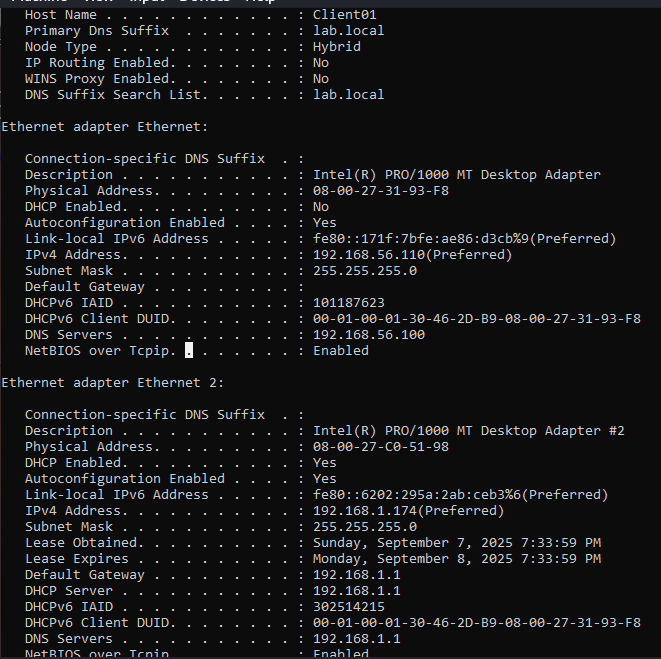 Machine View Input Devices Help
Host Name . . . . . . . . . . . . : Client01
Primary Dns Suffix  . . . . . . . : lab.local
Node Type . . . . . . . . . . . . : Hybrid
IP Routing Enabled. . . . . . . . : No
WINS Proxy Enabled. . . . . . . . : No
DNS Suffix Search List. . . . . . : lab.local
Ethernet adapter Ethernet:
Connection-specific DNS Suffix  . :
Description . . . . . . . . . . . : Intel(R) PRO/1000 MT Desktop Adapter
Physical Address. . . . . . . . . : 08-00-27-31-93-F8
DHCP Enabled. . . . . . . . . . . : No
Autoconfiguration Enabled . . . . : Yes
Link-local IPv6 Address . . . . . : fe80::171f:7bfe:ae86:d3cb%9(Preferred)
IPv4 Address. . . . . . . . . . . : 192.168.56.110(Preferred)
Subnet Mask . . . . . . . . . . . : 255.255.255.0
Default Gateway . . . . . . . . . :
DHCPv6 IAID . . . . . . . . . . . : 101187623
DHCPv6 Client DUID. . . . . . . . : 00-01-00-01-30-46-2D-B9-08-00-27-31-93-F8
DNS Servers . . . . . . . . . . . : 192.168.56.100
NetBIOS over Tcpip. . . . . . . . : Enabled
Ethernet adapter Ethernet 2:
Connection-specific DNS Suffix  . :
Description . . . . . . . . . . . : Intel(R) PRO/1000 MT Desktop Adapter #2
Physical Address. . . . . . . . . : 08-00-27-C0-51-98
DHCP Enabled. . . . . . . . . . . : Yes
Autoconfiguration Enabled . . . . : Yes
Link-local IPv6 Address . . . . . : fe80::6202:295a:2ab:ceb3%6(Preferred)
IPv4 Address. . . . . . . . . . . : 192.168.1.174(Preferred)
Subnet Mask . . . . . . . . . . . : 255.255.255.0
Lease Obtained. . . . . . . . . . : Sunday, September 7, 2025 7:33:59 PM
Lease Expires . . . . . . . . . . : Monday, September 8, 2025 7:33:59 PM
Default Gateway . . . . . . . . . : 192.168.1.1
DHCP Server . . . . . . . . . . . : 192.168.1.1
DHCPv6 IAID . . . . . . . . . . . : 302514215
DHCPv6 Client DUID. . . . . . . . : 00-01-00-01-30-46-2D-B9-08-00-27-31-93-F8
DNS Servers . . . . . . . . . . . : 192.168.1.1
NetBIOS over Tcpip. . . . . . . . : Enabled